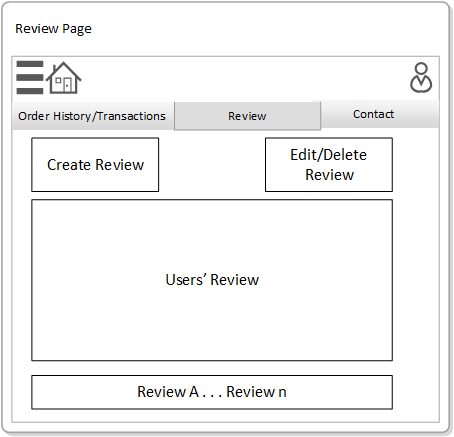 Review Page
Order History/Transactions
Review
Contact
Create Review
Edit/Delete
Review
Users’ Review
Review A . . . Review n